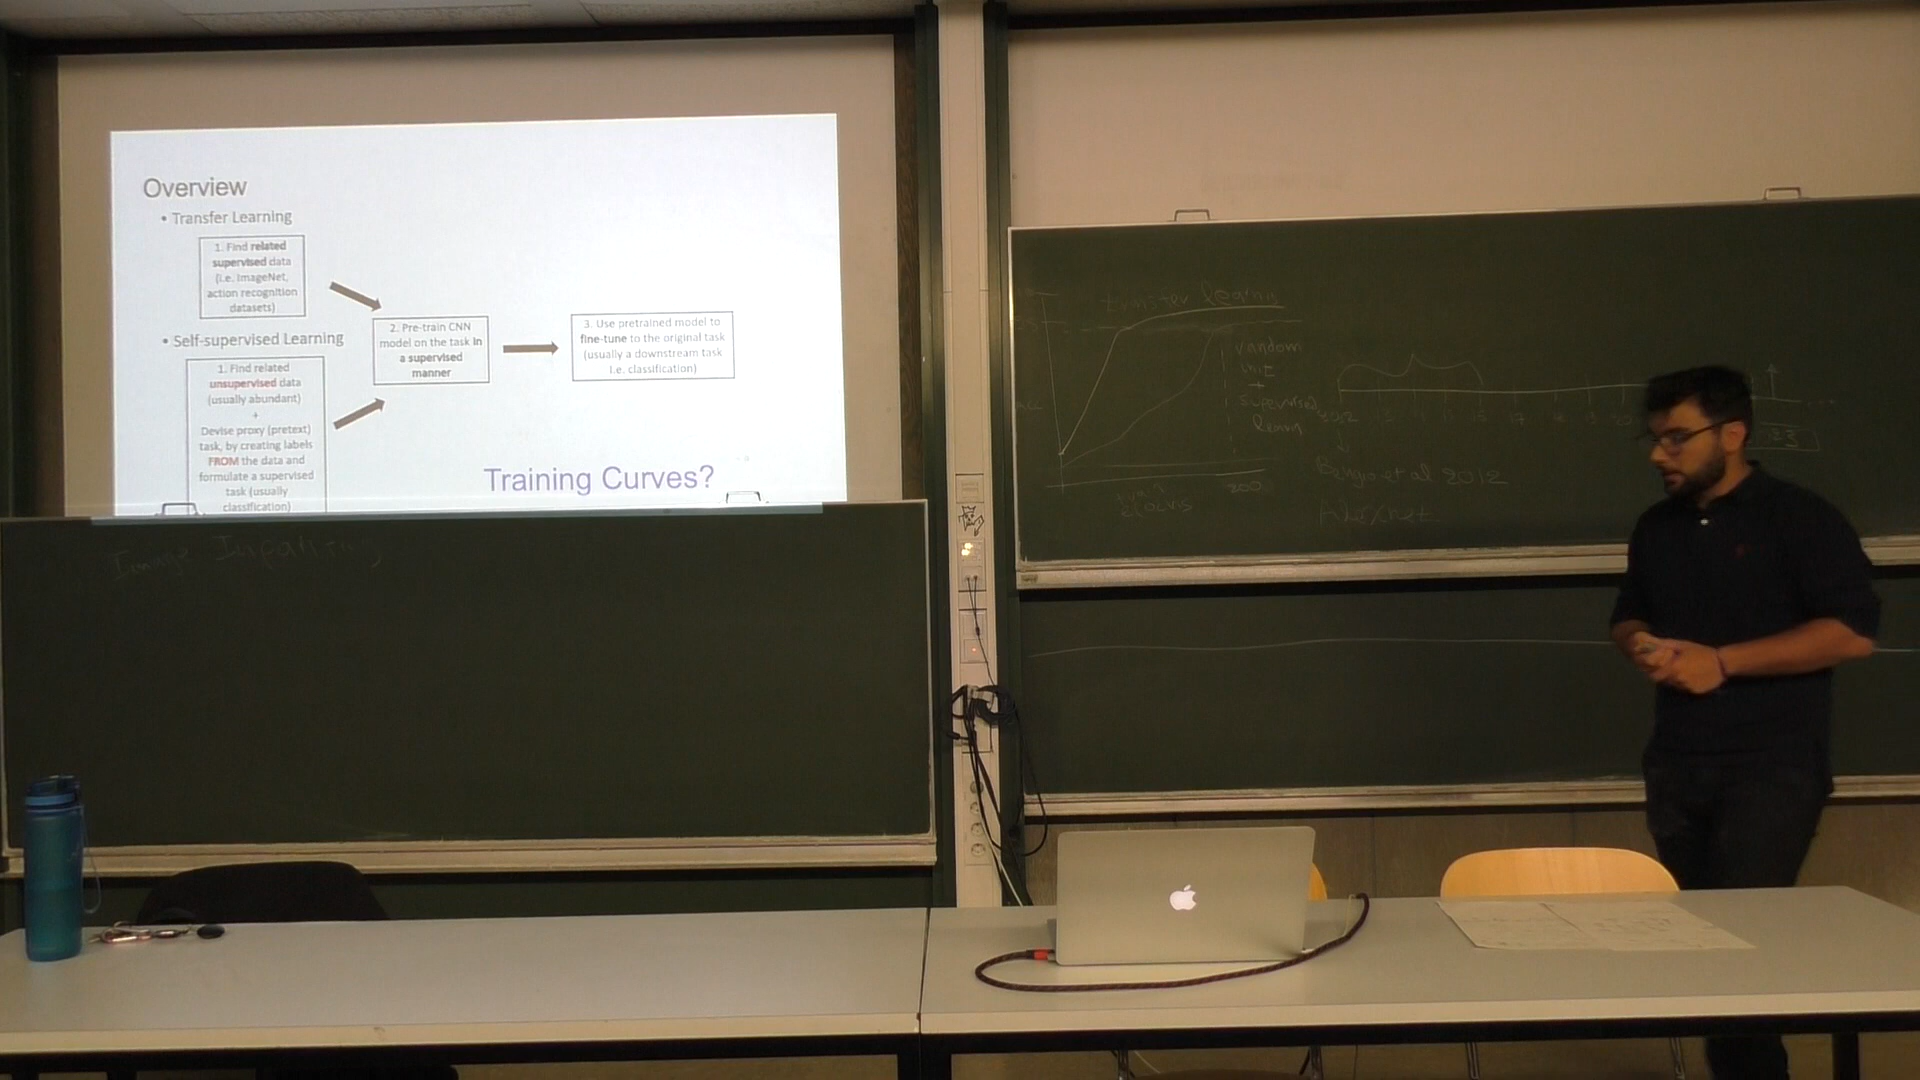 Overview
• Transfer Learning
1. Find related
supervised data
(i.e. ImageNet,
action recognition
datasets)
• Self-supervised Learning
1. Find related
unsupervised data
(usually abundant)
+
Devise proxy (pretext)
task, by creating labels
FROM the data and
formulate a supervised
task (usually
classification)
2. Pre-train CNN
model on the task in
a supervised
manner
3. Use pretrained model to
fine-tune to the original task
(usually a downstream task
i.e. classification)
Training Curves?
Image Inpainting
transfer learning
random
init
+
supervised
learn
acc
200
2012
Bengio et al 2012
Alexnet